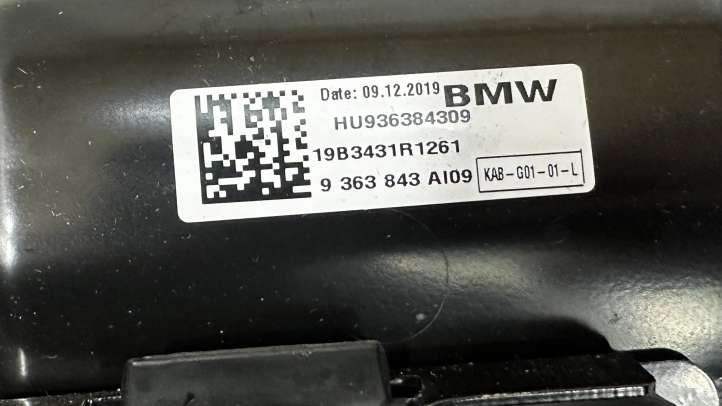 Date: 09.12.2019 BMW
HU936384309
19B3431R1261
9 363 843 AI09 KAB-G01-01-L